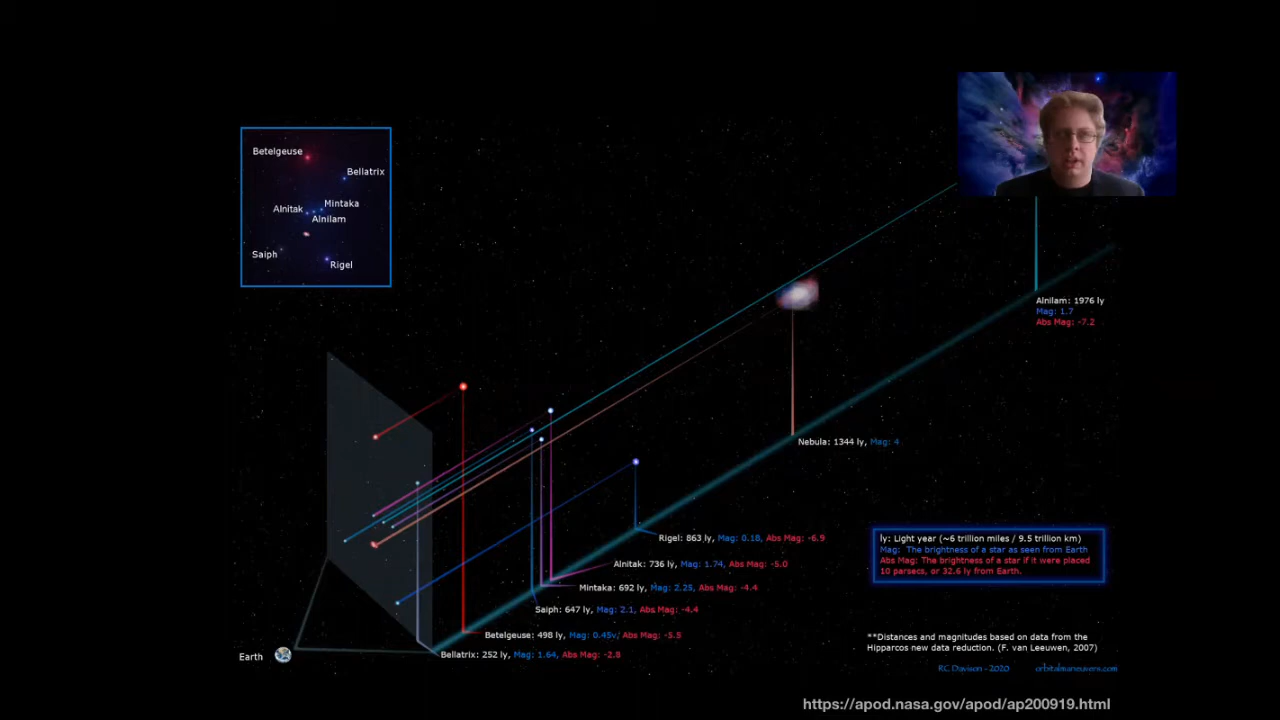 Betelgeuse
Bellatrix
Mintaka
Alnitak
Alnilam
Saiph
Rigel
Alnilam: 1976 ly
Mag: 1.7
Abs Mag: -7.2
Nebula: 1344 ly, Mag: 4
Rigel: 863 ly, Mag: 0.18, Abs Mag: -6.9
Alnitak: 736 ly, Mag: 1.74, Abs Mag: -5.0
Mintaka: 692 ly, Mag: 2.25, Abs Mag: -4.4
Saiph: 647 ly, Mag: 2.1, Abs Mag: -4.4
Betelgeuse: 498 ly, Mag: 0.45v, Abs Mag: -5.5
Bellatrix: 252 ly, Mag: 1.64, Abs Mag: -2.8
Earth
ly: Light year (~6 trillion miles / 9.5 trillion km)
Mag: The brightness of a star as seen from Earth
Abs Mag: The brightness of a star if it were placed
10 parsecs, or 32.6 ly from Earth.
**Distances and magnitudes based on data from the
Hipparcos new data reduction. (F. van Leeuwen, 2007)
RC Davison - 2020 orbitalmaneuvers.com
https://apod.nasa.gov/apod/ap200919.html